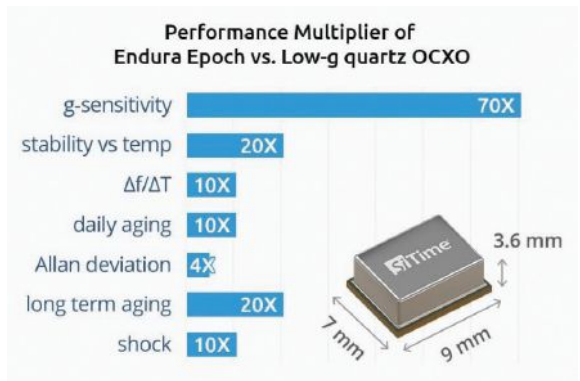 Performance Multiplier of
Endura Epoch vs. Low-g quartz OCXO
g-sensitivity 70X
stability vs temp 20X
Δf/ΔT 10X
daily aging 10X
Allan deviation 4X
long term aging 20X
shock 10X
SiTime
3.6 mm
7 mm
9 mm